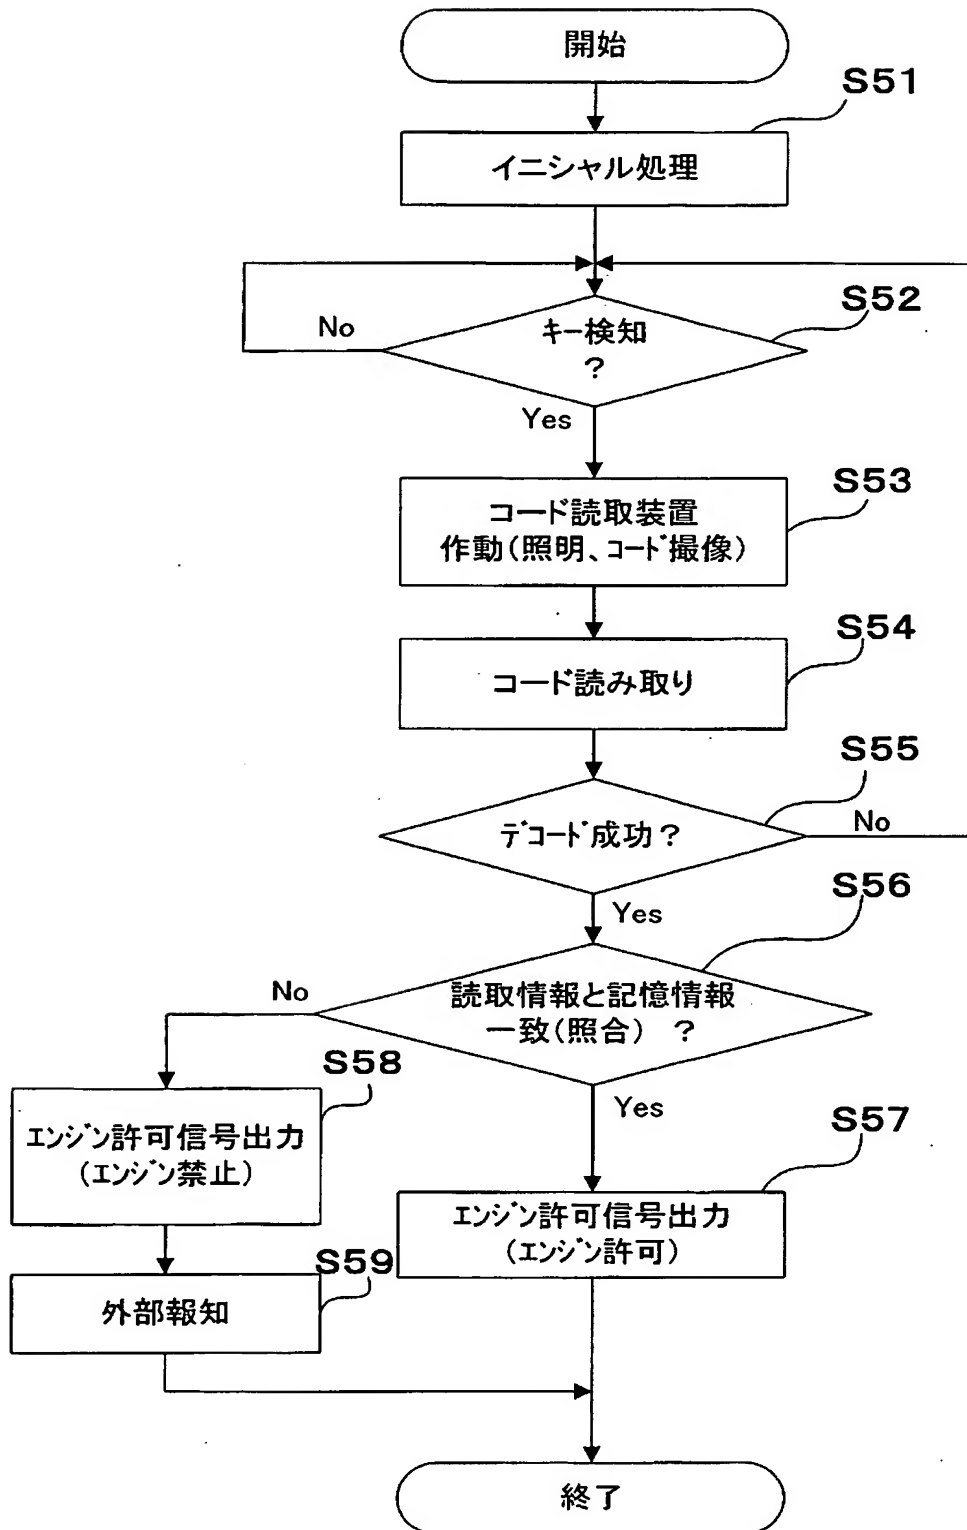 開始
S51
イニシャル処理
S52
キー検知
?
No
Yes
S53
コード読取装置
作動(照明、コード撮像)
S54
コード読み取り
S55
デコード成功?
No
Yes
S56
読取情報と記憶情報
一致(照合) ?
No
Yes
S58
エンジン許可信号出力
(エンジン禁止)
S57
エンジン許可信号出力
(エンジン許可)
S59
外部報知
終了